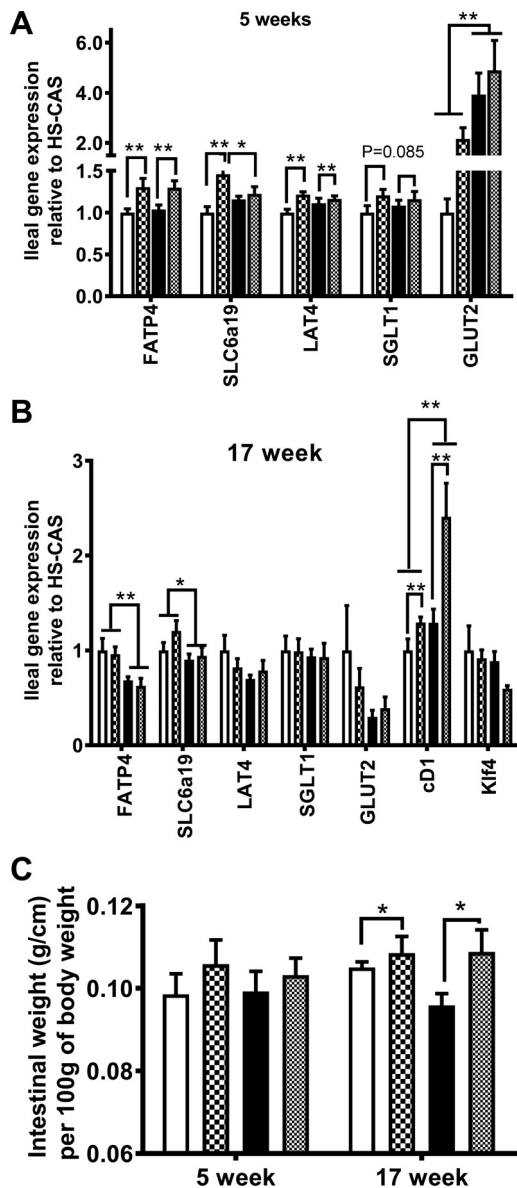 A
5 weeks
Ileal gene expression
relative to HS-CAS
6.0
4.0
2.0
1.5
1.0
0.5
0.0
**
**
**
*
**
**
P=0.085
**
FATP4
SLC6a19
LAT4
SGLT1
GLUT2
B
17 week
Ileal gene expression
relative to HS-CAS
3
2
1
0
**
*
**
**
**
FATP4
SLC6a19
LAT4
SGLT1
GLUT2
cD1
Klf4
C
Intestinal weight (g/cm)
per 100g of body weight
0.12
0.10
0.08
0.06
*
*
5 week
17 week